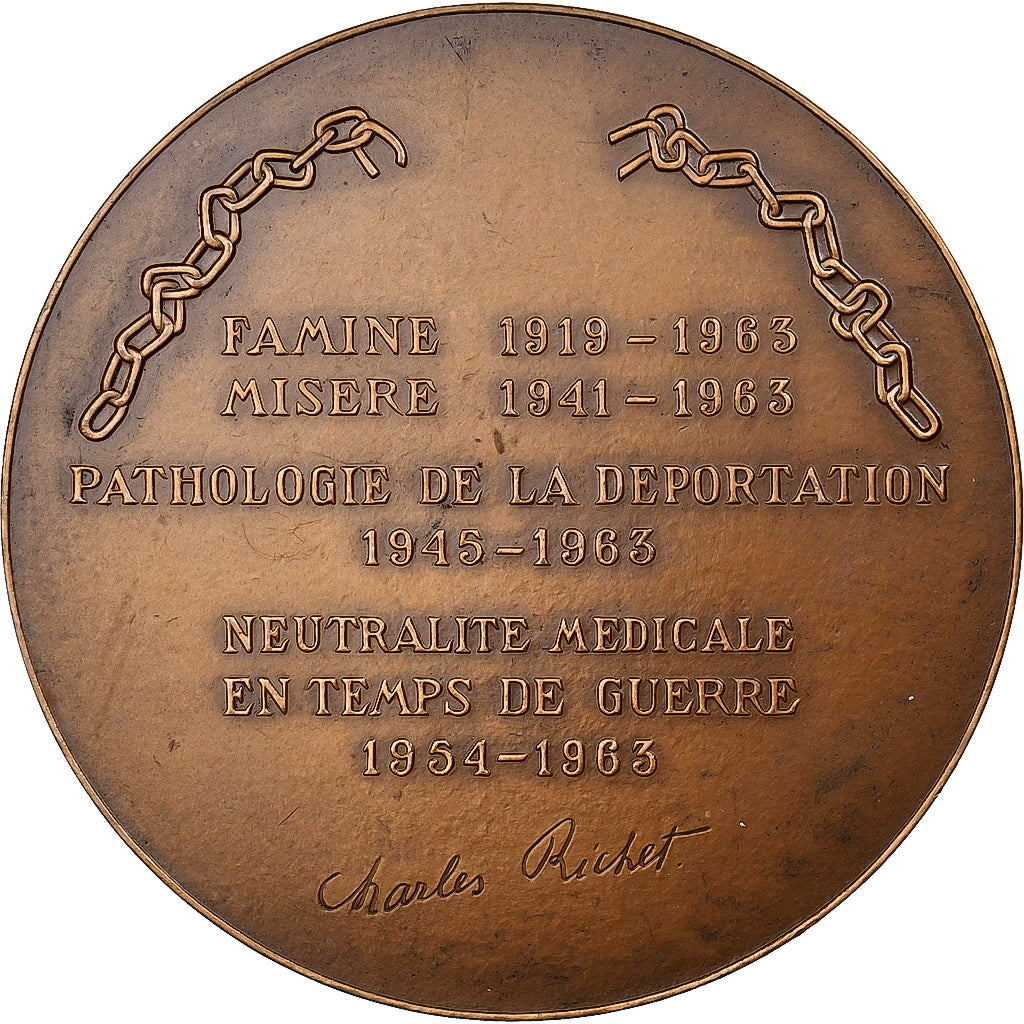 FAMINE 1919 - 1963
MISERE 1941 - 1963
PATHOLOGIE DE LA DEPORTATION
1945 - 1963
NEUTRALITE MEDICALE
EN TEMPS DE GUERRE
1954 - 1963
Charles Richet.